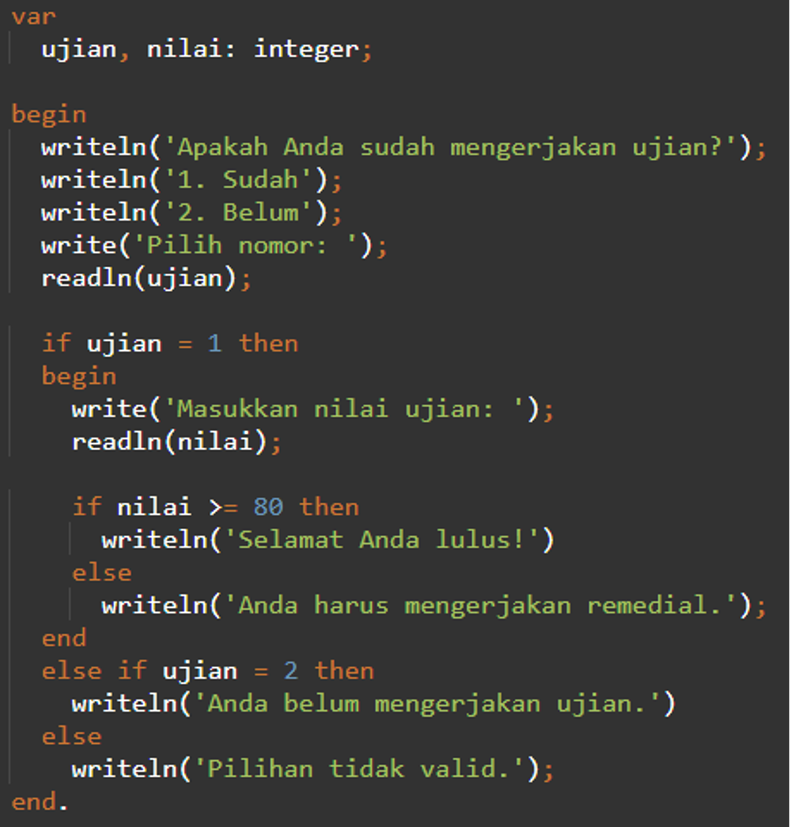 var
ujian, nilai: integer;
begin
writeln('Apakah Anda sudah mengerjakan ujian?');
writeln('1. Sudah');
writeln('2. Belum');
write('Pilih nomor: ');
readln(ujian);
if ujian = 1 then
begin
write('Masukkan nilai ujian: ');
readln(nilai);
if nilai >= 80 then
writeln('Selamat Anda lulus!')
else
writeln('Anda harus mengerjakan remedial.');
end
else if ujian = 2 then
writeln('Anda belum mengerjakan ujian.')
else
writeln('Pilihan tidak valid.');
end.